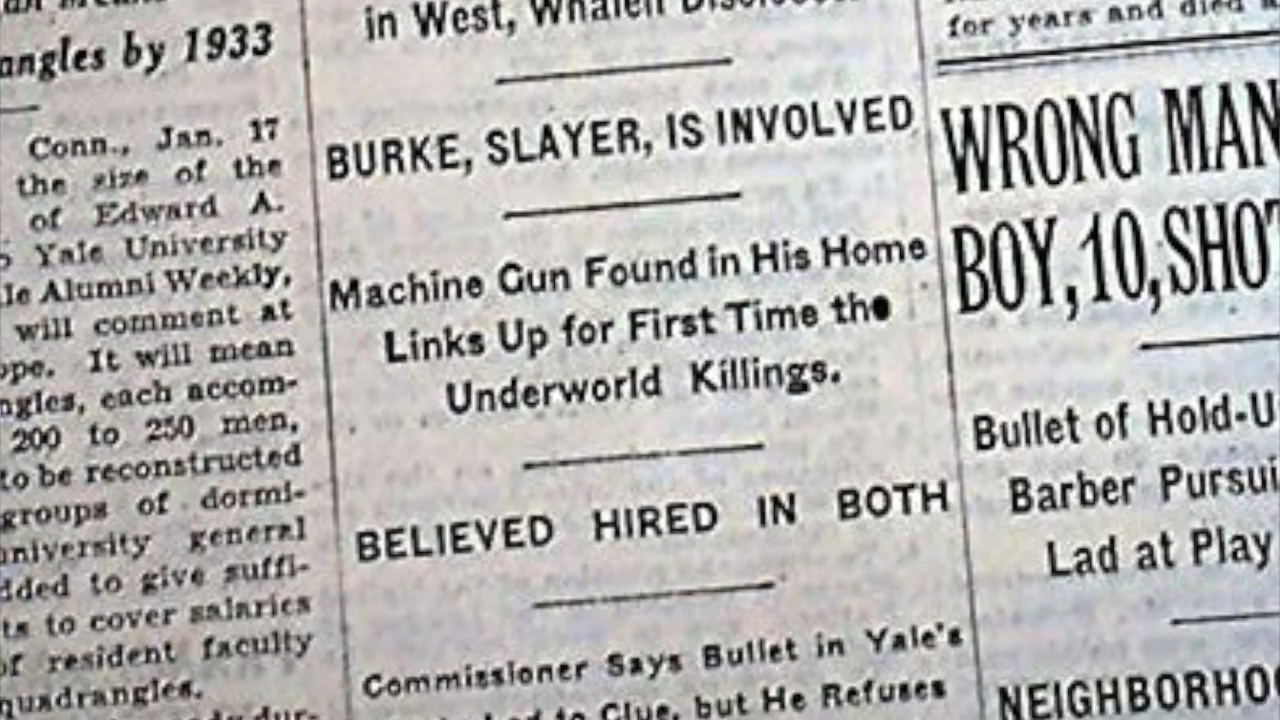 angles by 1933
Conn., Jan. 17
the size of the
of Edward A.
Yale University
le Alumni Weekly,
will comment at
ope. It will mean
ngles, each accom-
200 to 250 men,
to be reconstructed
groups of dormi-
university general
dded to give suffi-
ts to cover salaries
of resident faculty
quadrangles.
in West, Whalen
BURKE, SLAYER, IS INVOLVED
Machine Gun Found in His Home
Links Up for First Time the
Underworld Killings.
BELIEVED HIRED IN BOTH
Commissioner Says Bullet in Yale's
to Clue, but He Refuses
for years and died
WRONG MAN
BOY, 10, SHOT
Bullet of Hold-U
Barber Pursui
Lad at Play
NEIGHBORHO